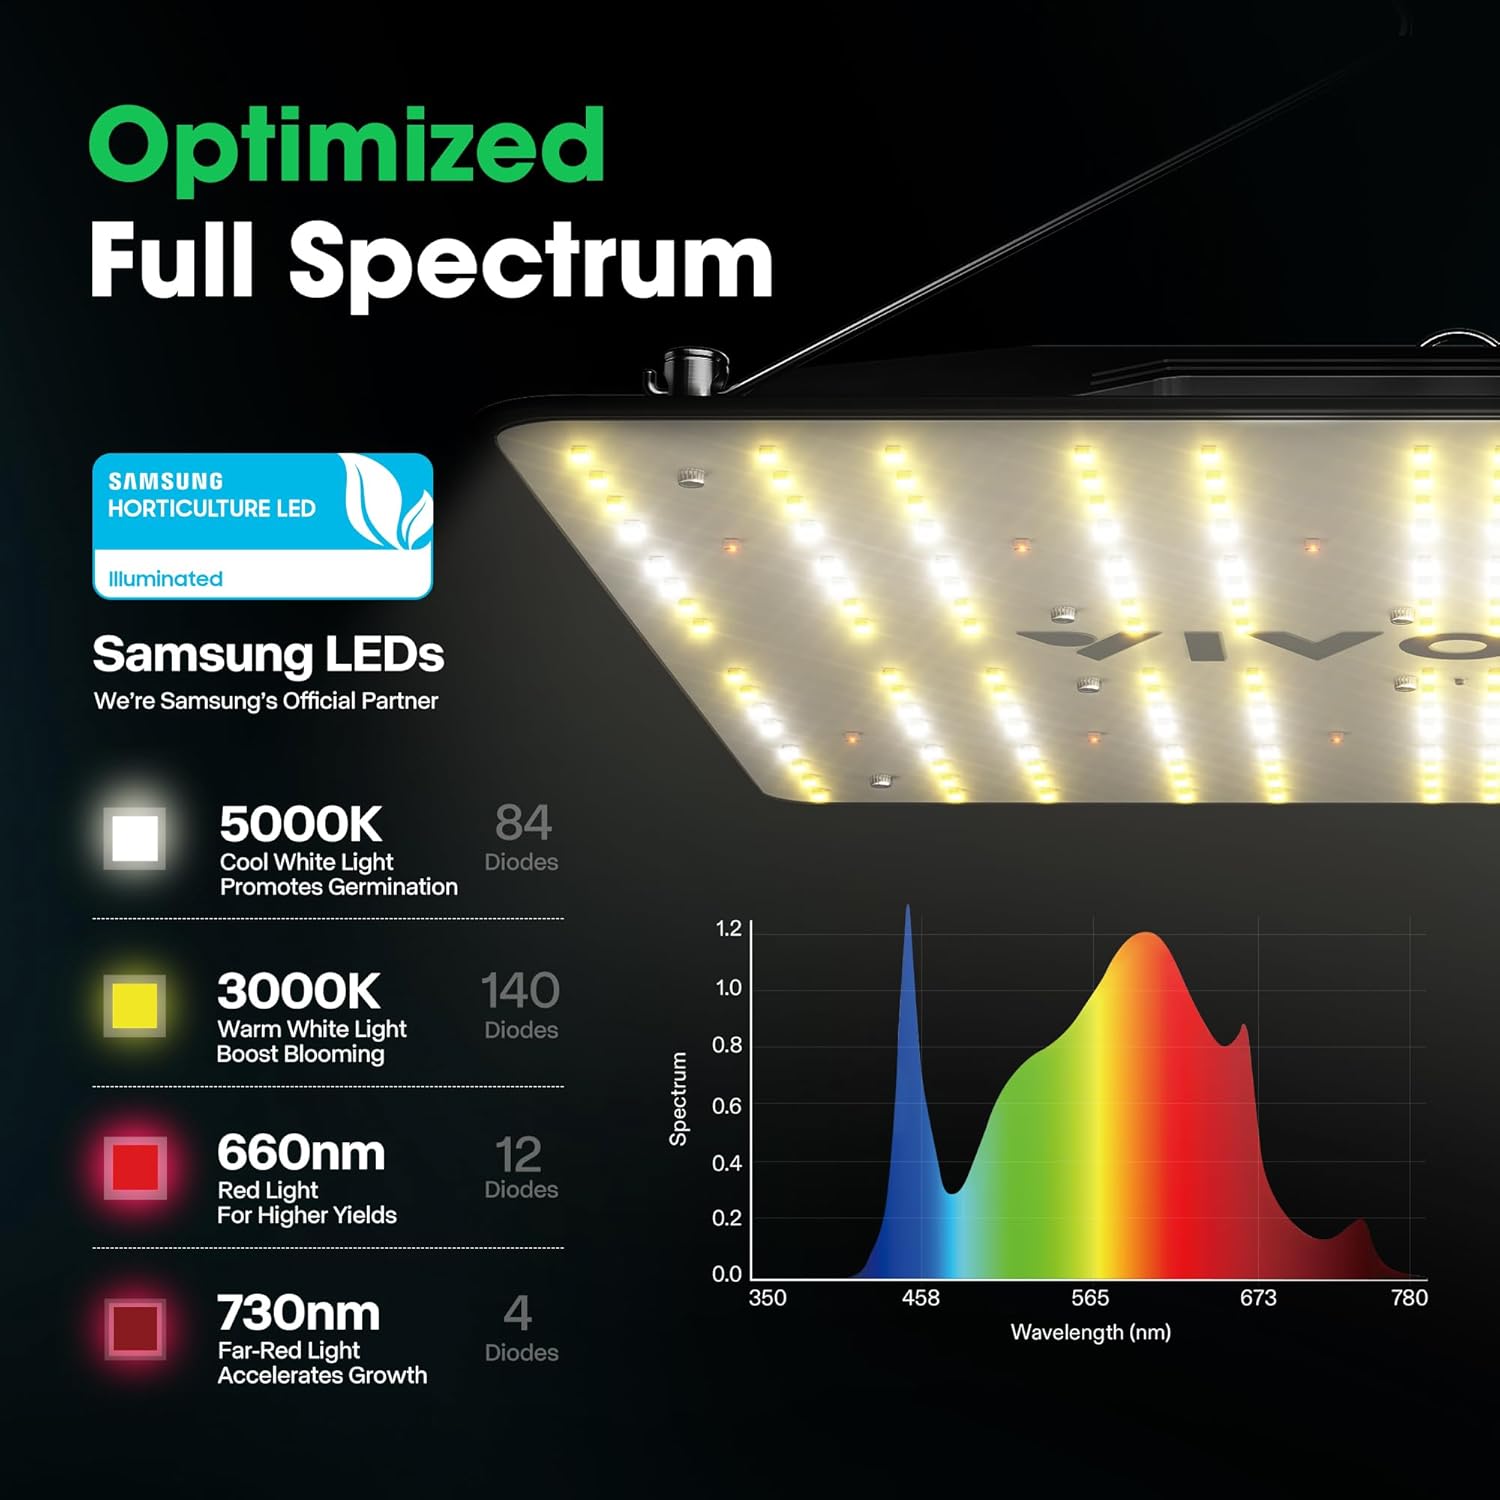 Optimized
Full Spectrum
SAMSUNG
HORTICULTURE LED
Illuminated
Samsung LEDs
We're Samsung's Official Partner
5000K
Cool White Light
Promotes Germination
84
Diodes
3000K
Warm White Light
Boost Blooming
140
Diodes
660nm
Red Light
For Higher Yields
12
Diodes
730nm
Far-Red Light
Accelerates Growth
4
Diodes
VIVO
Spectrum
1.2
1.0
0.8
0.6
0.4
0.2
0.0
350 458 565 673 780
Wavelength (nm)